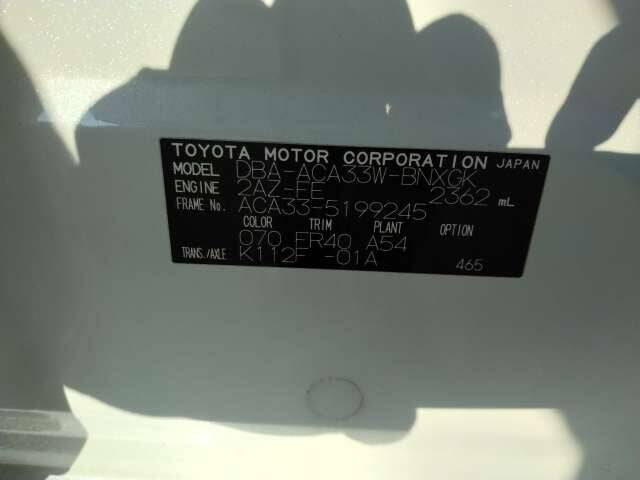 TOYOTA MOTOR CORPORATION JAPAN
MODEL DBA-ACA33W-BNXGK
ENGINE 2AZ-FE 2362 mL
FRAME No. ACA33-5199245
COLOR TRIM PLANT OPTION
070 FR40 A54
TRANS./AXLE K112F -01A 465